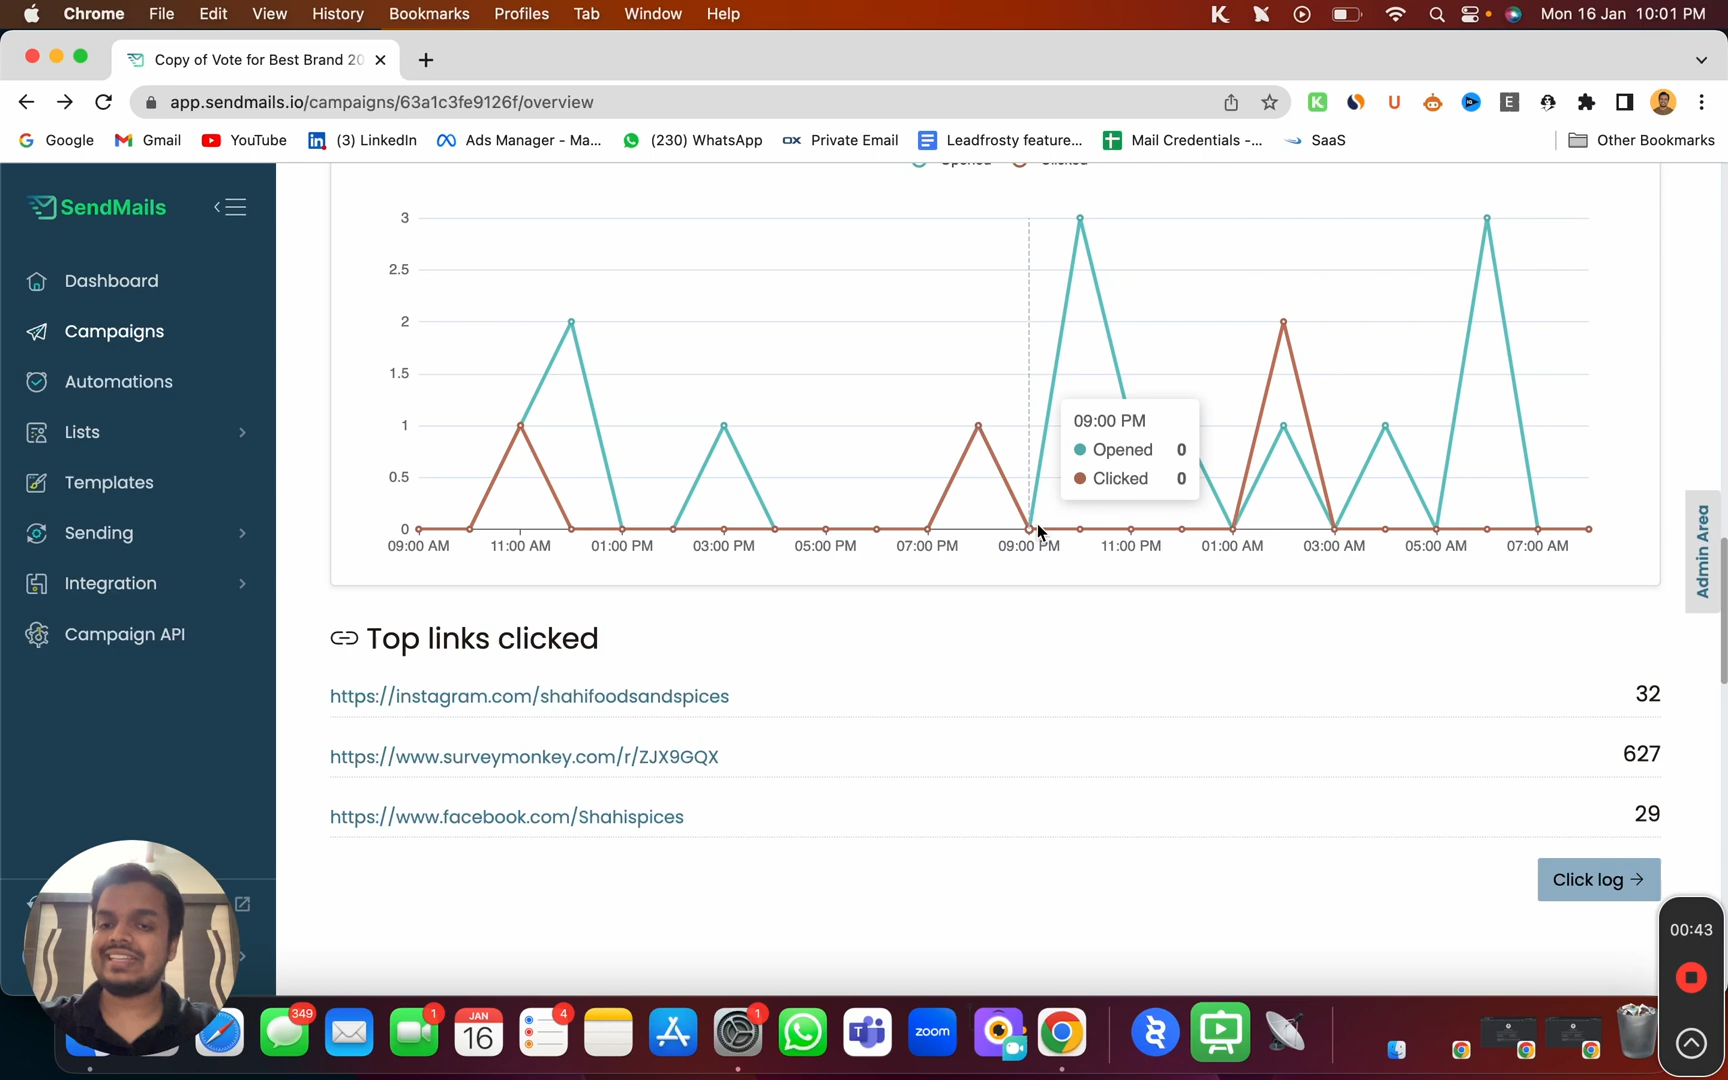 Chrome File Edit View History Bookmarks Profiles Tab Window Help Mon 16 Jan 10:01 PM
Copy of Vote for Best Brand 20
app.sendmails.io/campaigns/63a1c3fe9126f/overview
Google Gmail YouTube (3) LinkedIn Ads Manager - Ma... (230) WhatsApp Private Email Leadfrosty feature... Mail Credentials -... SaaS Other Bookmarks
SendMails
Dashboard
Campaigns
Automations
Lists
Templates
Sending
Integration
Campaign API
Opened Clicked
3
2.5
2
1.5
1
0.5
0
09:00 AM 11:00 AM 01:00 PM 03:00 PM 05:00 PM 07:00 PM 09:00 PM 11:00 PM 01:00 AM 03:00 AM 05:00 AM 07:00 AM
09:00 PM
Opened 0
Clicked 0
Admin Area
Top links clicked
https://instagram.com/shahifoodsandspices 32
https://www.surveymonkey.com/r/ZJX9GQX 627
https://www.facebook.com/Shahispices 29
Click log →
00:43
349
1
JAN
16
4
1
zoom